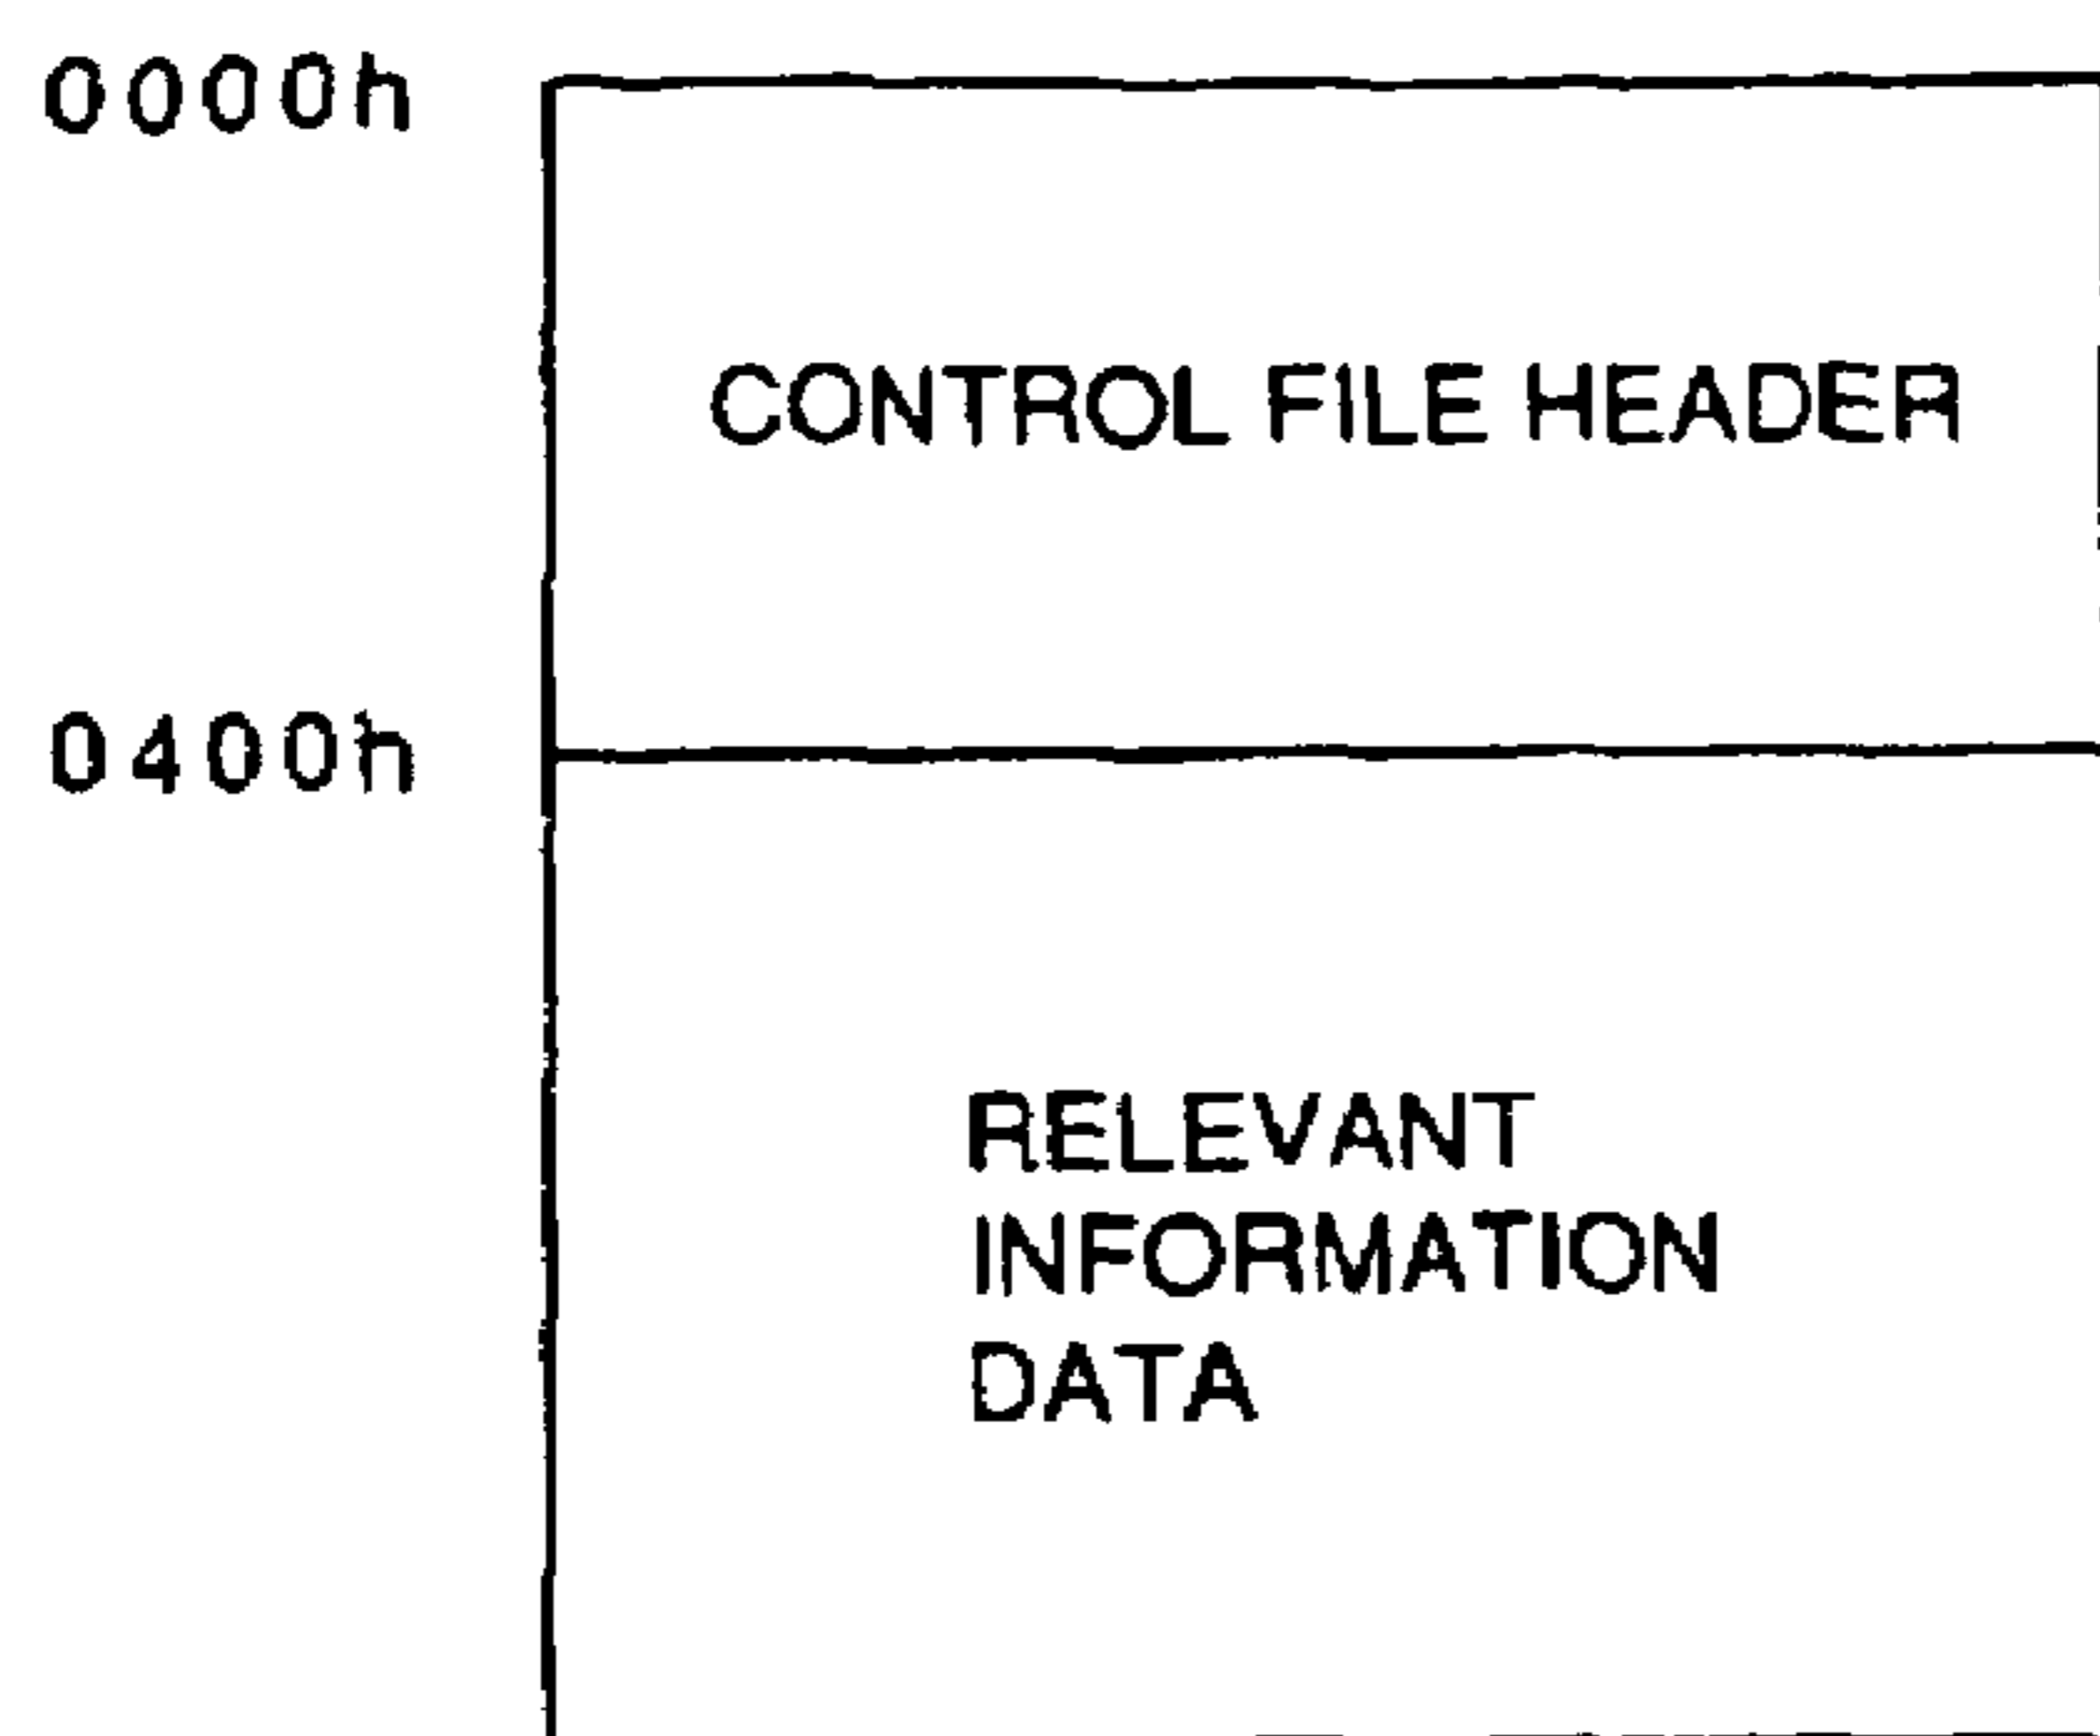 0000h
CONTROL FILE HEADER
0400h
RELEVANT
INFORMATION
DATA